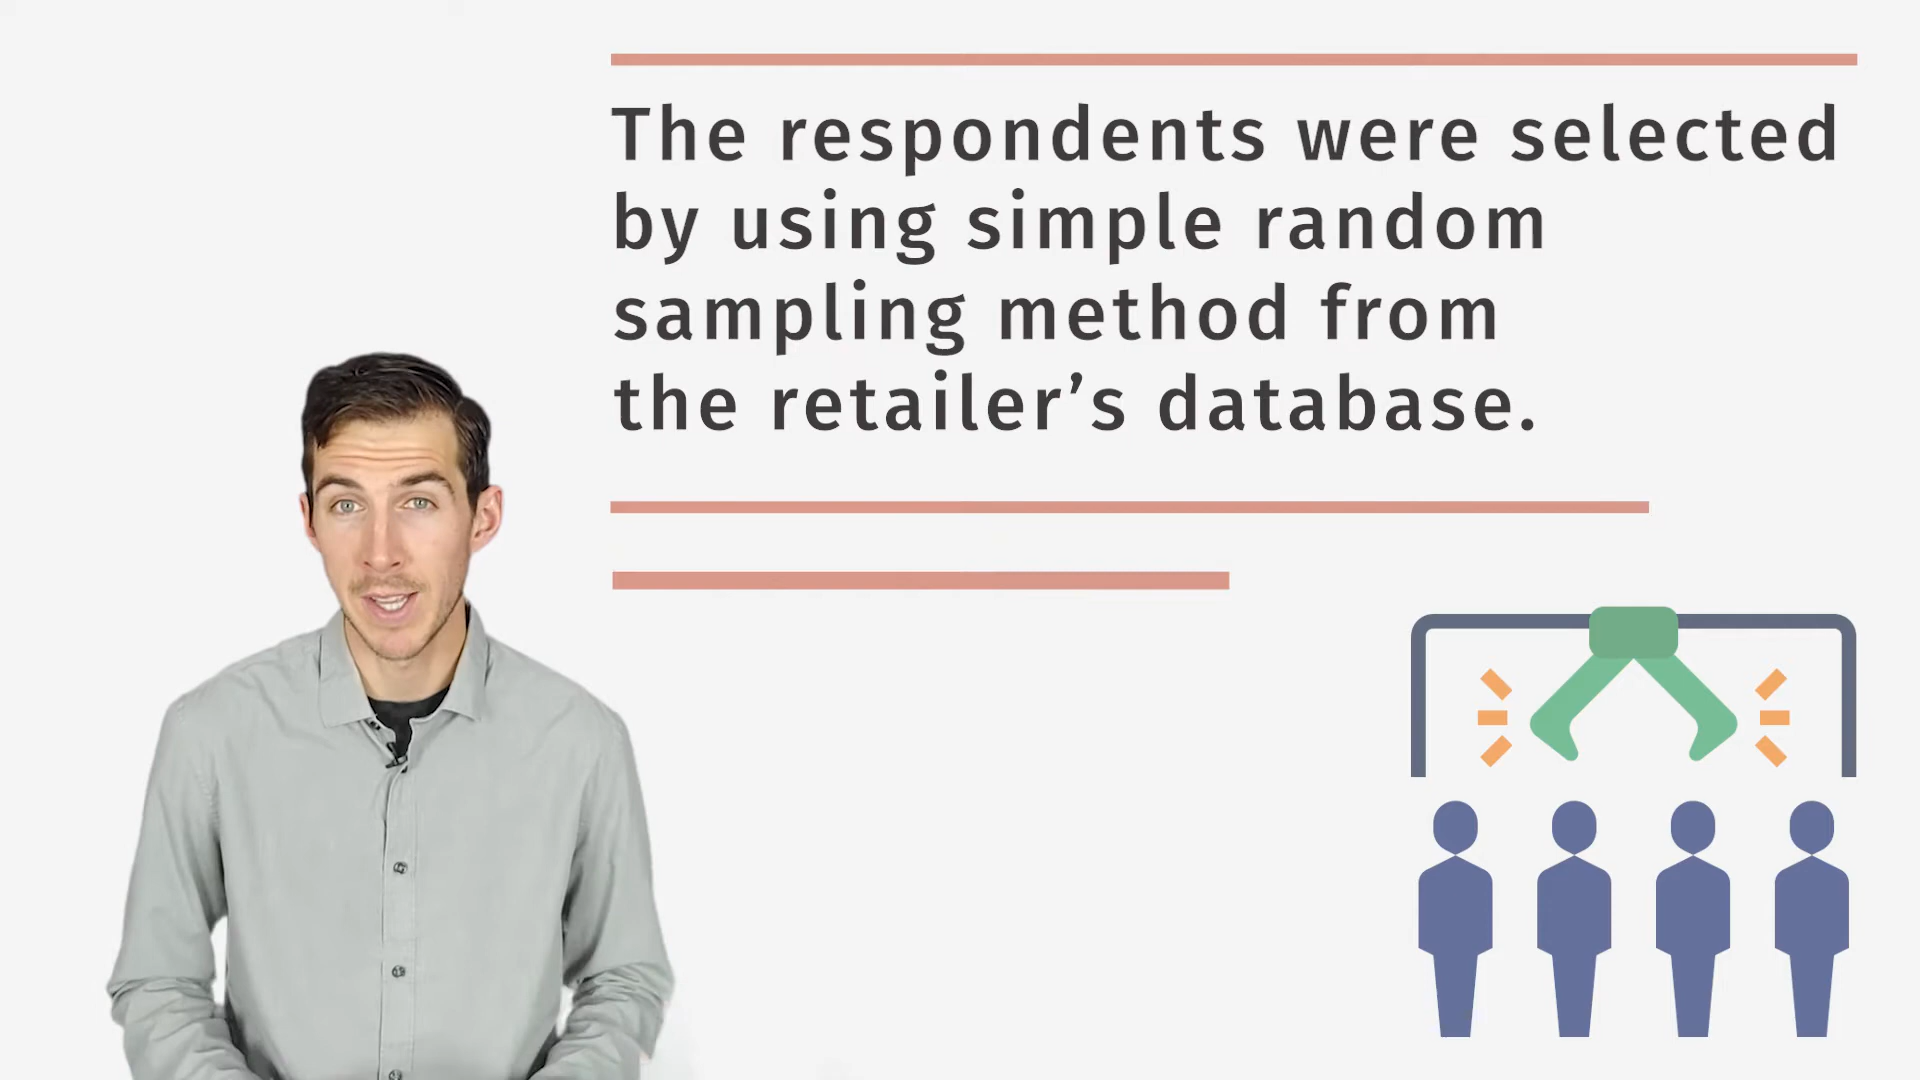 The respondents were selected
by using simple random
sampling method from
the retailer’s database.